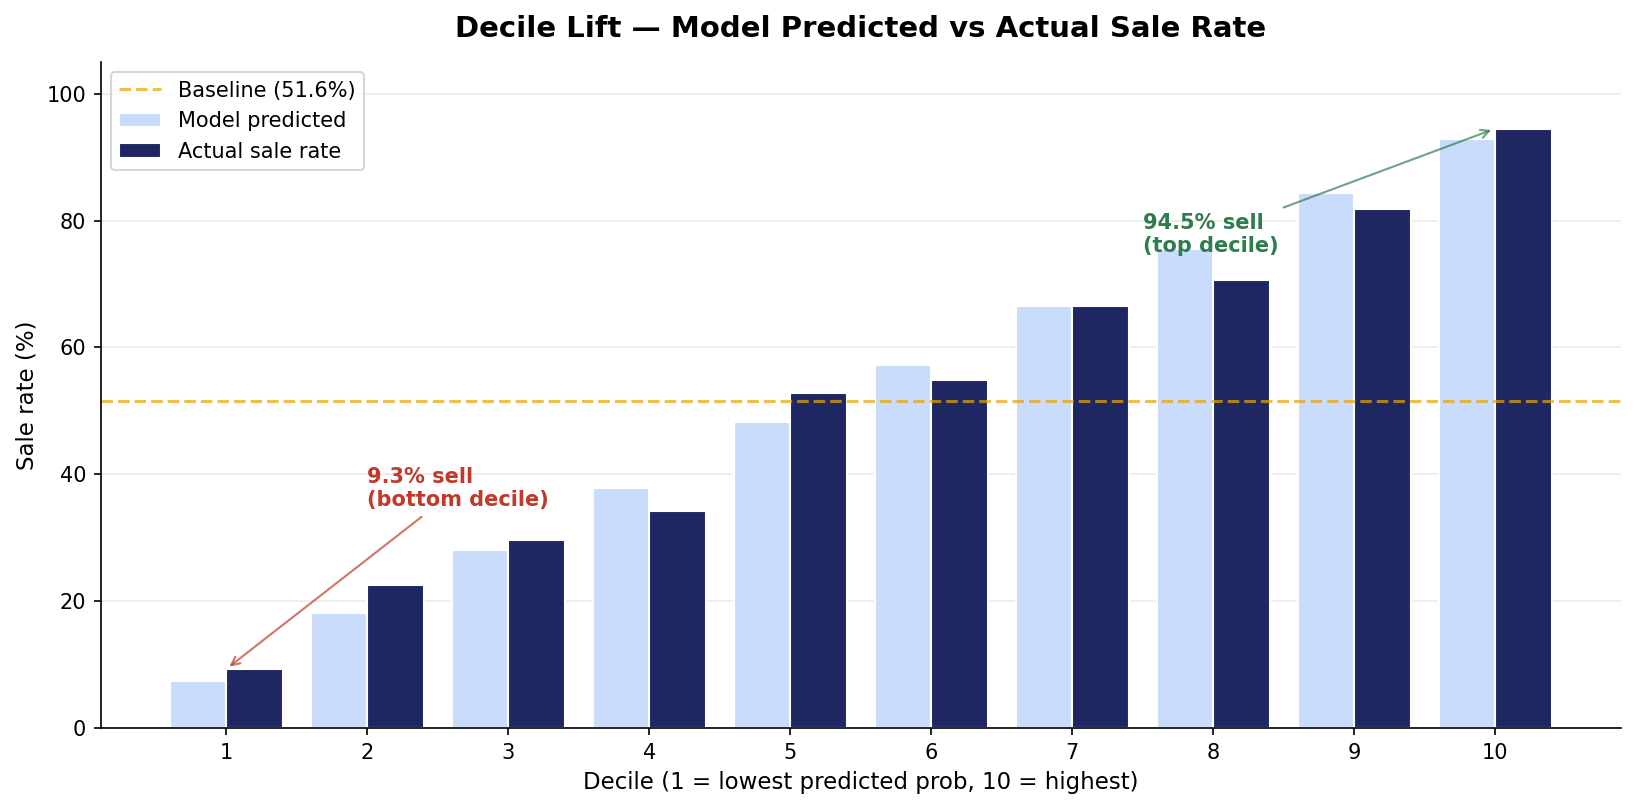 Decile Lift — Model Predicted vs Actual Sale Rate
Baseline (51.6%)
Model predicted
Actual sale rate
Sale rate (%)
100
80
60
40
20
0
94.5% sell
(top decile)
9.3% sell
(bottom decile)
1 2 3 4 5 6 7 8 9 10
Decile (1 = lowest predicted prob, 10 = highest)